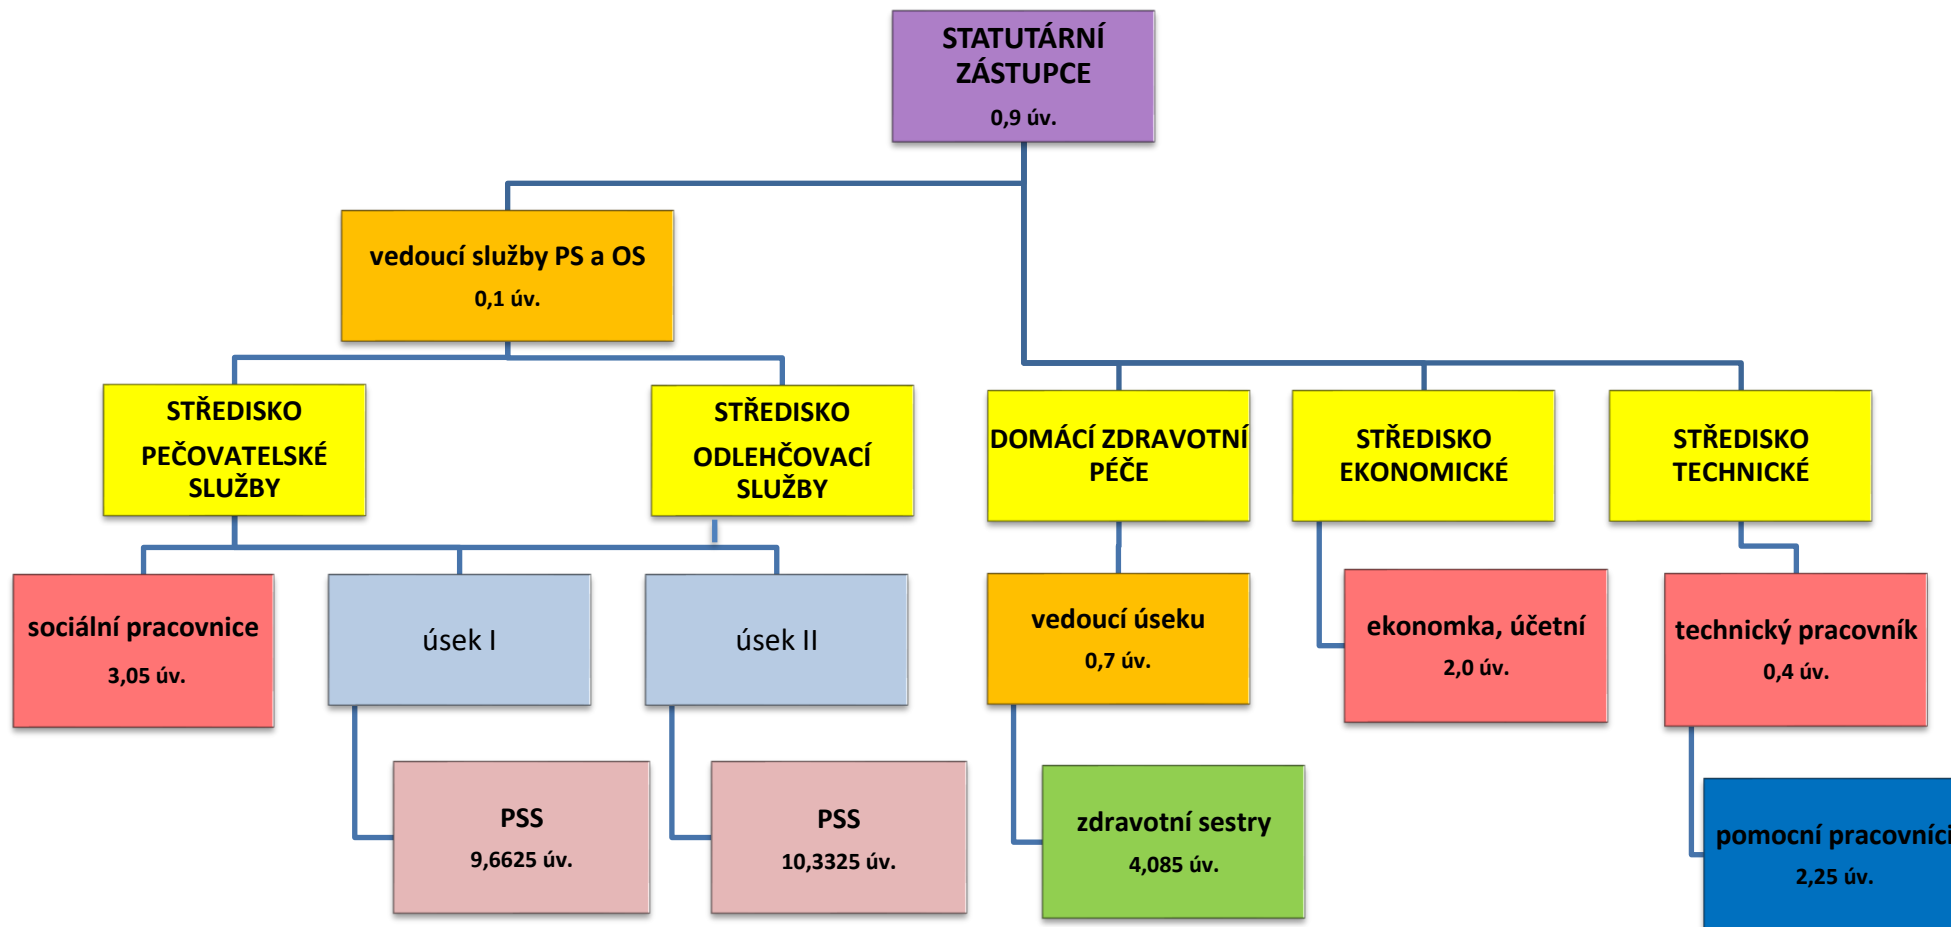 STATUTÁRNÍ
ZÁSTUPCE
0,9 úv.
vedoucí služby PS a OS
0,1 úv.
STŘEDISKO
PEČOVATELSKÉ
SLUŽBY
STŘEDISKO
ODLEHČOVACÍ
SLUŽBY
DOMÁCÍ ZDRAVOTNÍ
PÉČE
STŘEDISKO
EKONOMICKÉ
STŘEDISKO
TECHNICKÉ
sociální pracovnice
3,05 úv.
úsek I
úsek II
vedoucí úseku
0,7 úv.
ekonomka, účetní
2,0 úv.
technický pracovník
0,4 úv.
PSS
9,6625 úv.
PSS
10,3325 úv.
zdravotní sestry
4,085 úv.
pomocní pracovníci
2,25 úv.